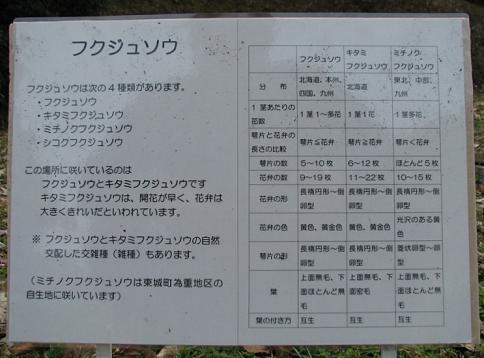 フクジュソウ
フクジュソウは次の4種類があります。
・フクジュソウ
・キタミフクジュソウ
・ミチノクフクジュソウ
・シコクフクジュソウ
この場所に咲いているのは
フクジュソウとキタミフクジュソウです
キタミフクジュソウは、開花が早く、花弁は
大きくきれいだといわれています。
※ フクジュソウとキタミフクジュソウの自然
交配した交雑種（雑種）もあります。
（ミチノクフクジュソウは東城町為重地区の
自生地に咲いています）
フクジュソウ キタミフクジュソウ ミチノクフクジュソウ
分布 北海道、本州、四国、九州 北海道 東北、中部、九州
1葉あたりの花数 1葉1～多花 1葉1花 1葉多花、
萼片と花弁の長さの比較 萼片≦花弁 萼片≧花弁 萼片＜花弁
萼片の数 5～10枚 6～12枚 ほとんど5枚
花弁の数 9～19枚 11～22枚 10～15枚
花弁の形 長楕円形～倒卵型 長楕円形～倒卵型 長楕円形～倒卵型
花弁の色 黄色、黄金色 黄色、黄金色 光沢のある黄色
萼片の形 長楕円形～倒卵型 長楕円形～倒卵型 菱状卵型～卵型
葉 上面無毛、下面ほとんど無毛 上面無毛、下面密毛 上面無毛、下面ほとんど無毛
葉の付き方 互生 互生 互生